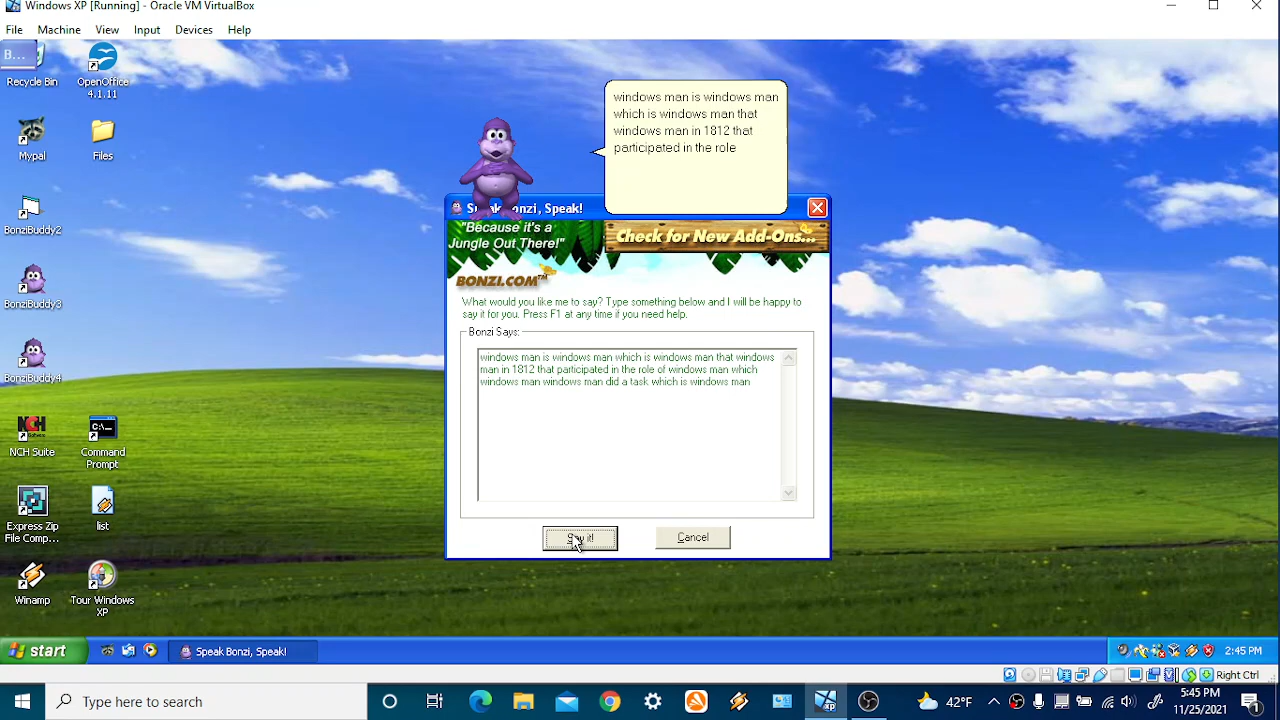 Windows XP [Running] - Oracle VM VirtualBox
File Machine View Input Devices Help
B...
Recycle Bin
OpenOffice
4.1.11
Mypal
Files
BonziBuddy2
BonziBuddy3
BonziBuddy4
NCH Suite
Command
Prompt
Express Zip
File Comp...
list
Winamp
Tour Windows
XP
windows man is windows man
which is windows man that
windows man in 1812 that
participated in the role
Bonzi, Speak!
"Because it's a
Jungle Out There!"
Check for New Add-Ons...
BONZI.COM™
What would you like me to say? Type something below and I will be happy to
say it for you. Press F1 at any time if you need help.
Bonzi Says:
windows man is windows man which is windows man that windows
man in 1812 that participated in the role of windows man which
windows man windows man did a task which is windows man
it!
Cancel
start
Speak Bonzi, Speak!
2:45 PM
Right Ctrl
Type here to search
42°F
5:45 PM
11/25/2021